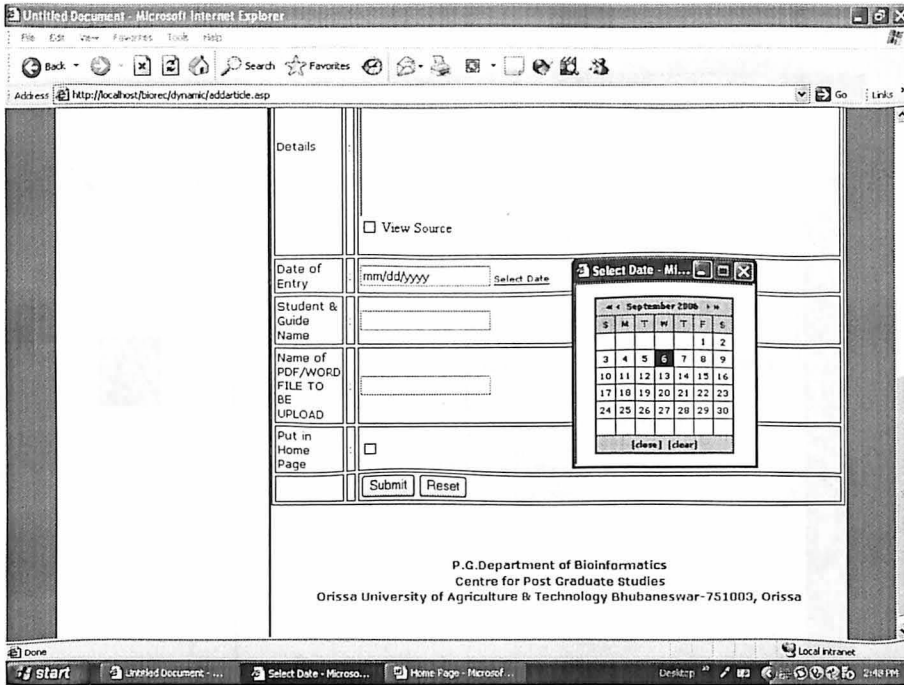 Untitled Document - Microsoft Internet Explorer
File Edit View Favorites Tools Help
Back Search Favorites
Address http://localhost/biorec/dynamic/addarticle.asp Go Links
Details :
View Source
Date of
Entry : mm/dd/yyyy Select Date
Student &
Guide
Name :
Name of
PDF/WORD
FILE TO
BE
UPLOAD :
Put in
Home
Page :
Submit Reset
Select Date - Mi...
September 2006
S M T W T F S
1 2
3 4 5 6 7 8 9
10 11 12 13 14 15 16
17 18 19 20 21 22 23
24 25 26 27 28 29 30
[close] [clear]
P.G.Department of Bioinformatics
Centre for Post Graduate Studies
Orissa University of Agriculture & Technology Bhubaneswar-751003, Orissa
Done Local intranet
start Untitled Document - ... Select Date - Microso... Home Page - Microsof... Desktop 2:48 PM